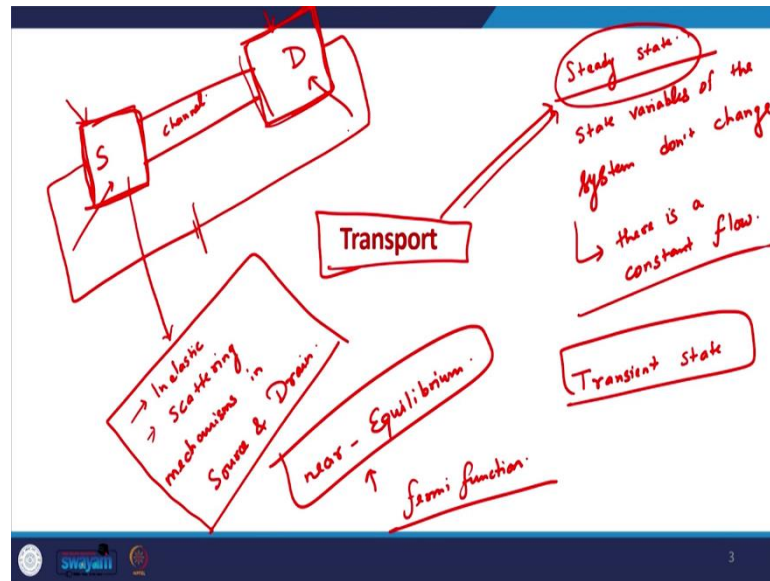 S
channel
D
Transport
Steady state..
state variables of the
system don't change
↳ there is a
constant flow.
Transient state
→ Inelastic
→ Scattering
mechanisms in
Source & Drain.
near - Equilibrium.
fermi function.
swayam
3